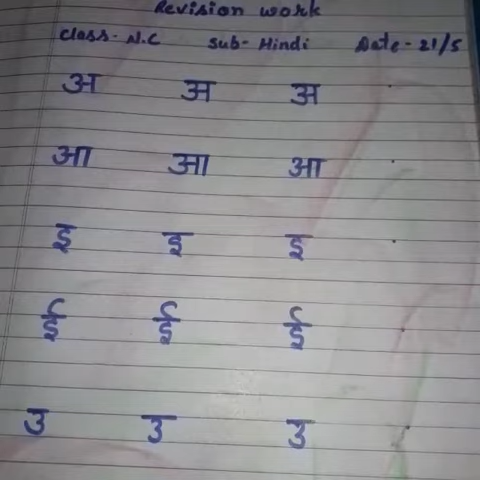 Revision work
Class- N.C Sub- Hindi Date- 21/5
अ अ अ
आ आ आ
इ इ इ
ई ई ई
उ उ उ